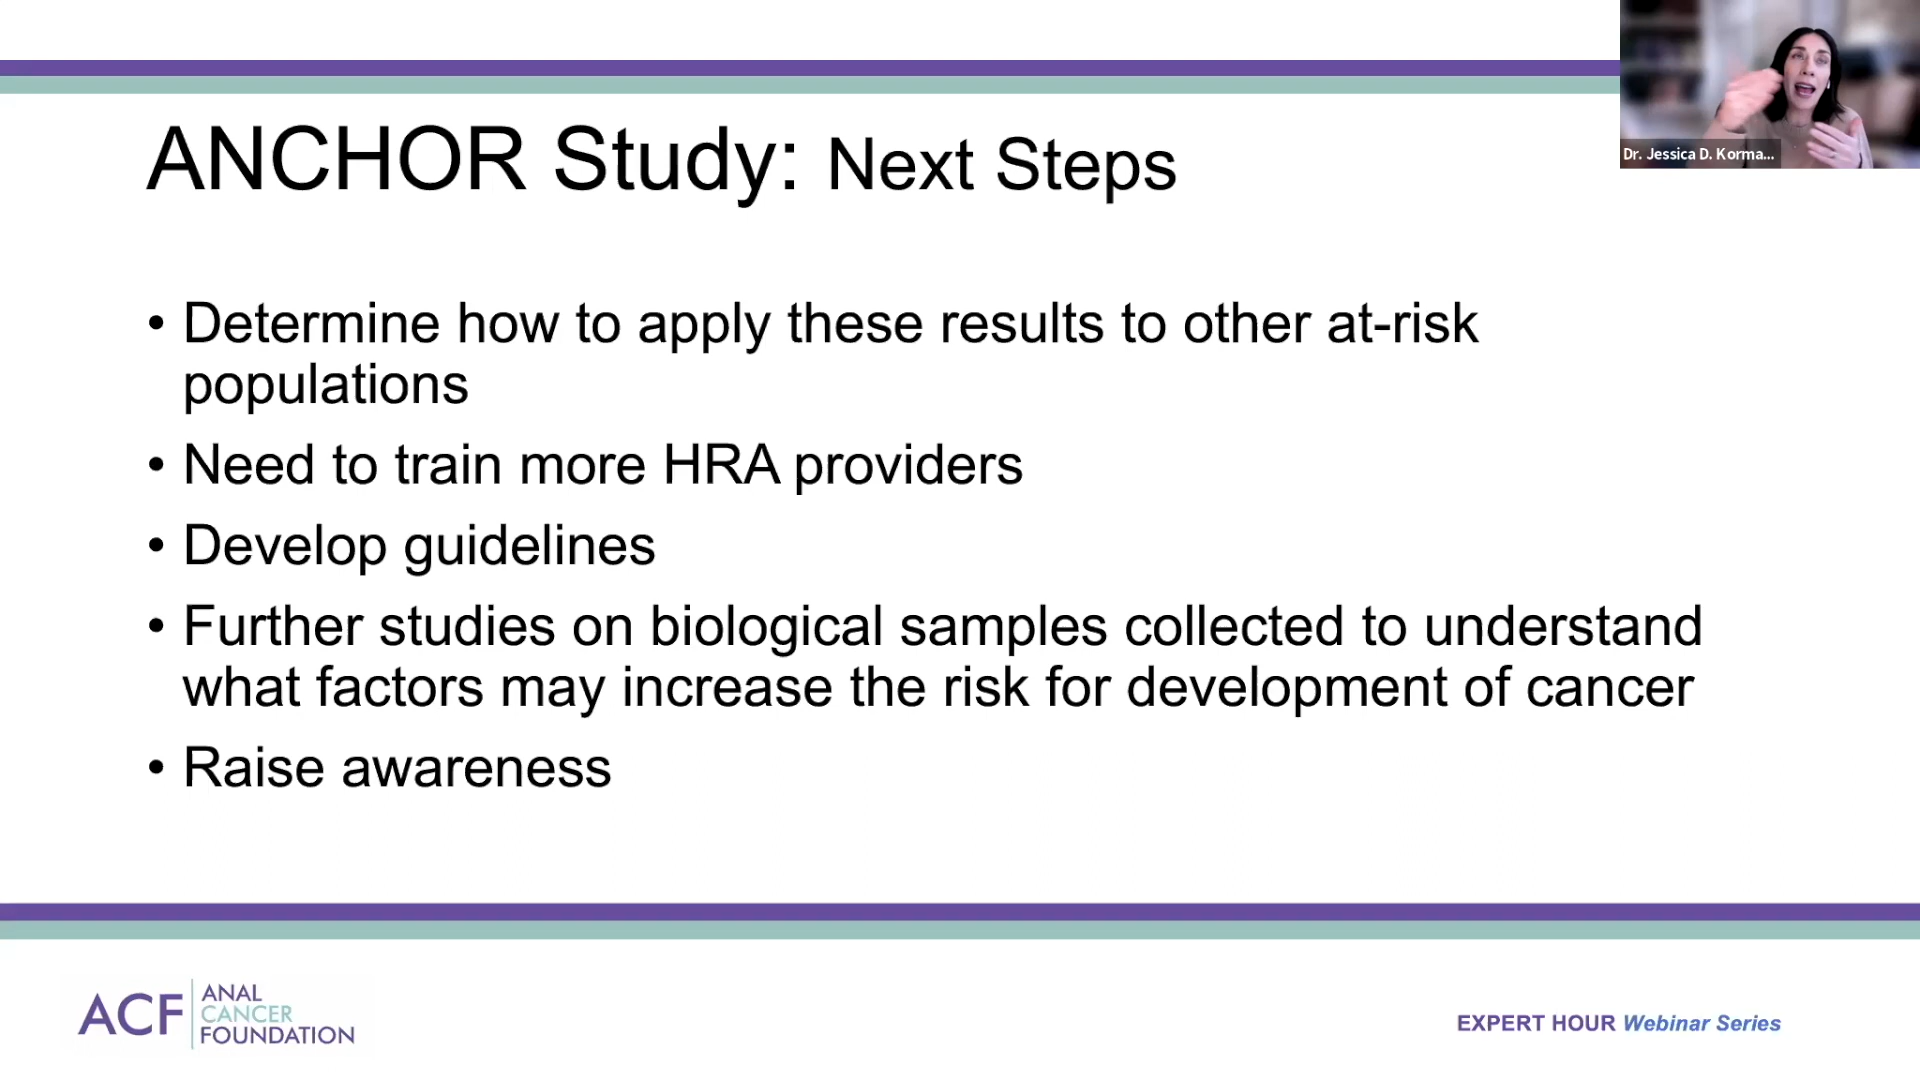 Dr. Jessica D. Korma...
ANCHOR Study: Next Steps
• Determine how to apply these results to other at-risk
populations
• Need to train more HRA providers
• Develop guidelines
• Further studies on biological samples collected to understand
what factors may increase the risk for development of cancer
• Raise awareness
ACF
ANAL
CANCER
FOUNDATION
EXPERT HOUR Webinar Series